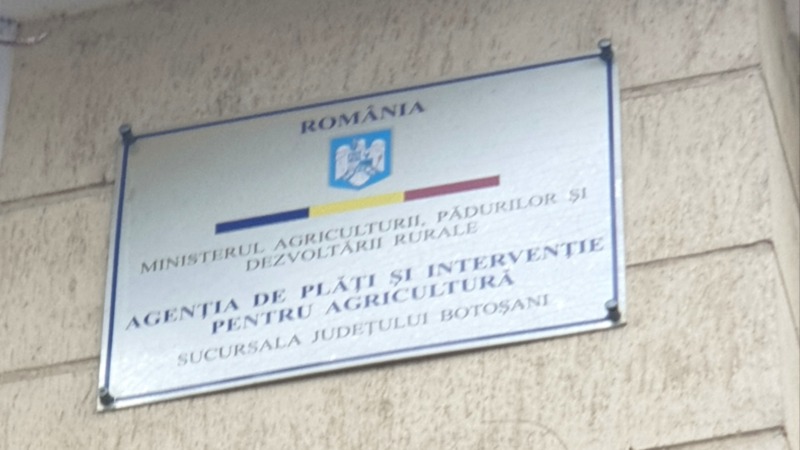 ROMÂNIA
MINISTERUL AGRICULTURII, PĂDURILOR ŞI
DEZVOLTĂRII RURALE
AGENŢIA DE PLĂŢI ŞI INTERVENŢIE
PENTRU AGRICULTURĂ
SUCURSALA JUDEŢULUI BOTOŞANI